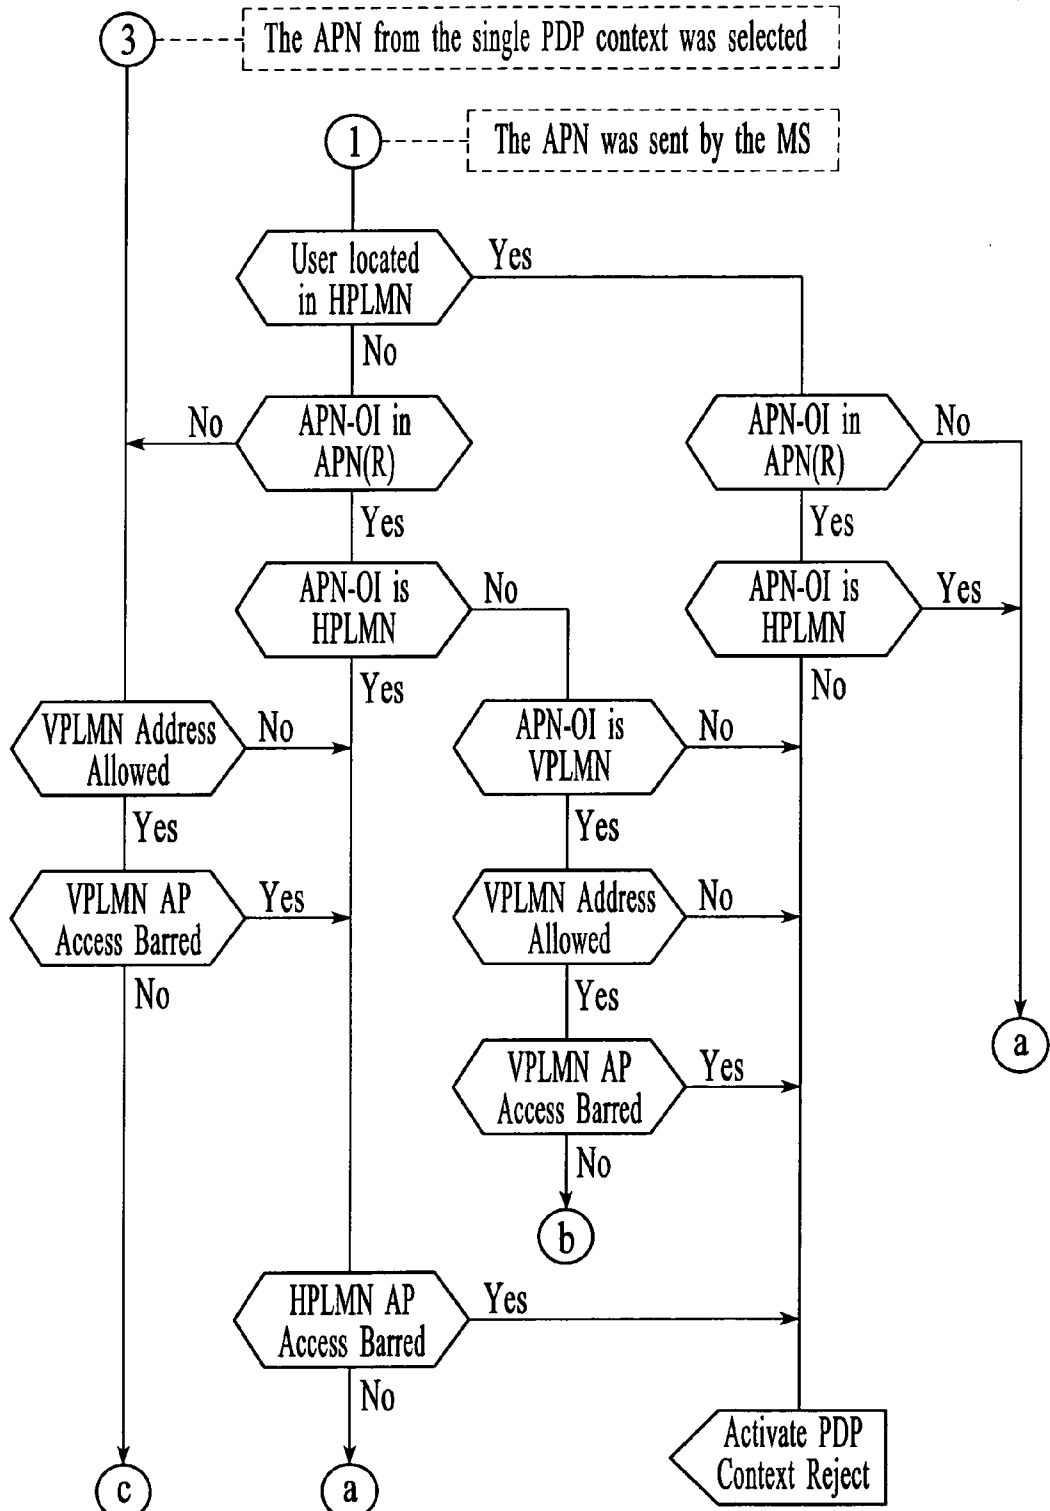 3
The APN from the single PDP context was selected
1
The APN was sent by the MS
User located
in HPLMN
Yes
No
No
APN-OI in
APN(R)
APN-OI in
APN(R)
No
Yes
Yes
APN-OI is
HPLMN
No
APN-OI is
HPLMN
Yes
Yes
No
VPLMN Address
Allowed
No
APN-OI is
VPLMN
No
Yes
Yes
VPLMN AP
Access Barred
Yes
VPLMN Address
Allowed
No
No
Yes
a
VPLMN AP
Access Barred
Yes
No
b
HPLMN AP
Access Barred
Yes
No
Activate PDP
Context Reject
c
a